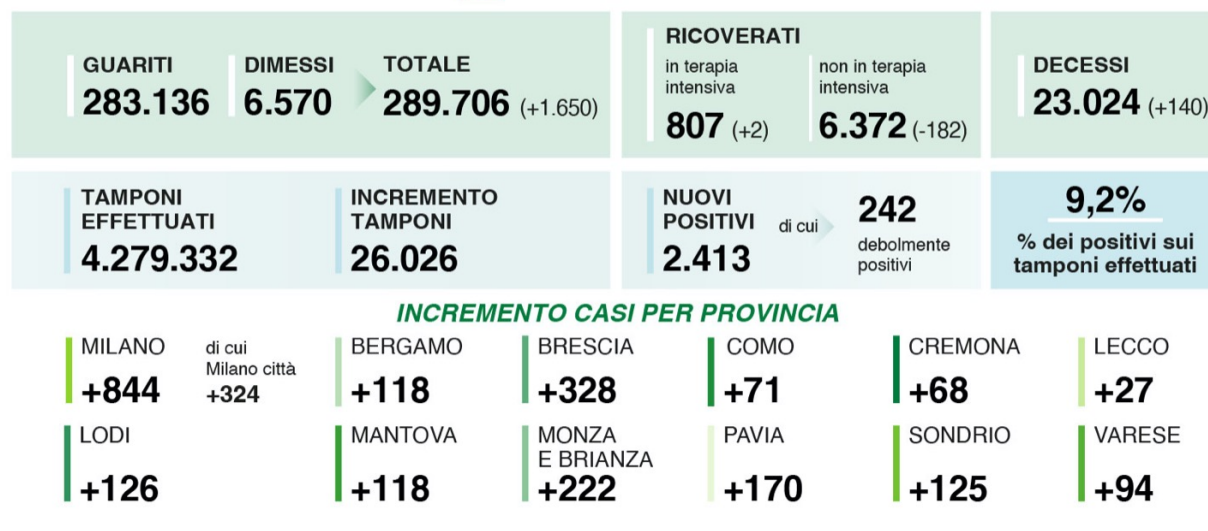 GUARITI
283.136
DIMESSI
6.570
TOTALE
289.706 (+1.650)
RICOVERATI
in terapia
intensiva
807 (+2)
non in terapia
intensiva
6.372 (-182)
DECESSI
23.024 (+140)
TAMPONI
EFFETTUATI
4.279.332
INCREMENTO
TAMPONI
26.026
NUOVI
POSITIVI
2.413
di cui
242
debolmente
positivi
9,2%
% dei positivi sui
tamponi effettuati
INCREMENTO CASI PER PROVINCIA
MILANO
+844
di cui
Milano città
+324
BERGAMO
+118
BRESCIA
+328
COMO
+71
CREMONA
+68
LECCO
+27
LODI
+126
MANTOVA
+118
MONZA
E BRIANZA
+222
PAVIA
+170
SONDRIO
+125
VARESE
+94